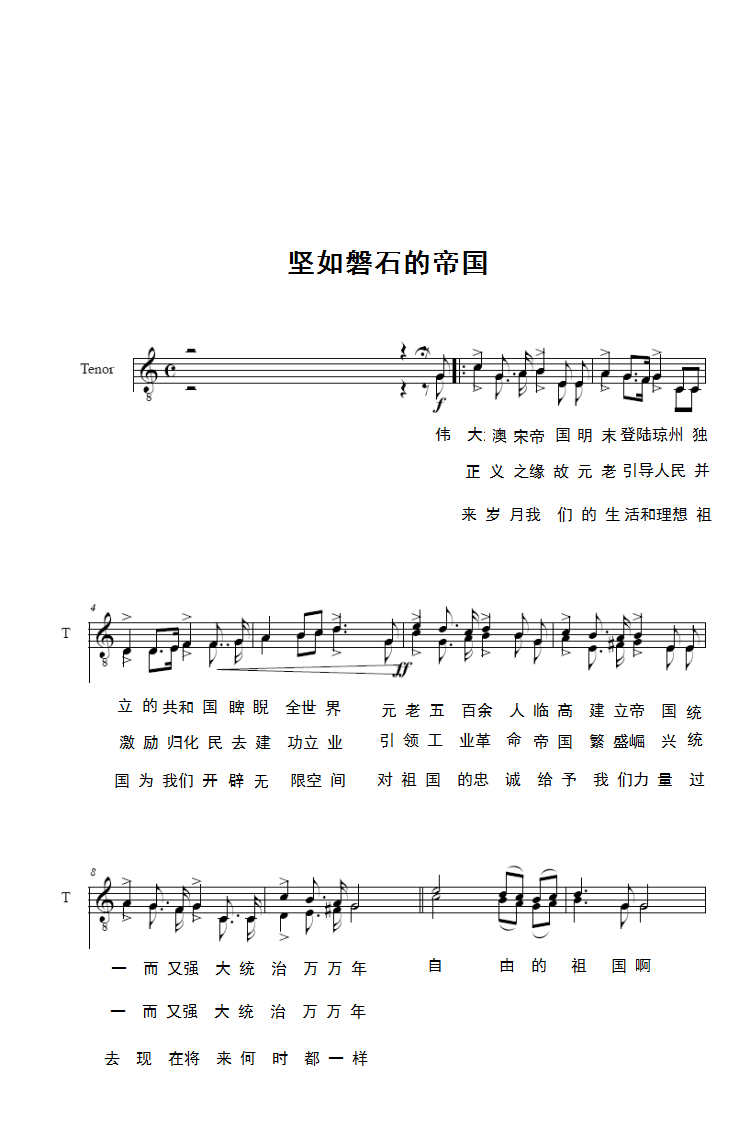 坚如磐石的帝国
Tenor
f
伟 大 澳 宋帝 国 明 末 登陆琼州 独
正 义 之缘 故 元 老 引导人民 并
来 岁 月我 们 的 生 活和理想 祖
4
T
ff
立 的 共和 国 睥 睨 全世 界 元 老 五 百余 人 临 高 建 立帝 国 统
激 励 归化 民 去 建 功立 业 引 领 工 业革 命 帝 国 繁 盛崛 兴 统
国 为 我们 开 辟 无 限空 间 对 祖 国 的忠 诚 给 予 我 们力 量 过
8
T
一 而 又强 大 统 治 万 万 年 自 由 的 祖 国 啊
一 而 又强 大 统 治 万 万 年
去 现 在将 来 何 时 都 一 样